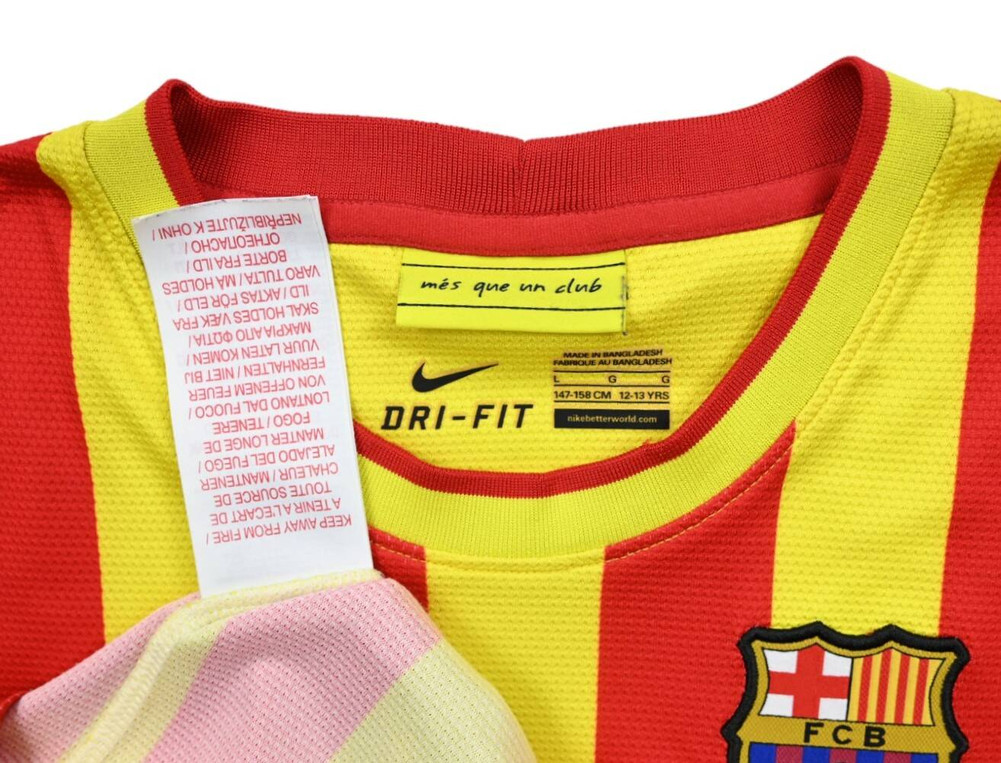 més que un club
DRI-FIT
MADE IN BANGLADESH
FABRIQUE AU BANGLADESH
L G G
147-158 CM 12-13 YRS
nikebetterworld.com
KEEP AWAY FROM FIRE /
A TENIR A L'ECART DE
TOUTE SOURCE DE
CHALEUR / MANTENER
ALEJADO DEL FUEGO /
MANTER LONGE DE
FOGO / TENERE
LONTANO DAL FUOCO /
VON OFFENEM FEUER
FERNHALTEN / NIET BIJ
VUUR LATEN KOMEN /
ΜΑΚΡΙΑ ΑΠΟ ΦΩΤΙΑ /
SKAL HOLDES VÆK FRA
ILD / AKTAS FÖR ELD /
VARO TULTA / MÅ HOLDES
BORTE FRA ILD /
ОГНЕОПАСНО /
NEPŘIBLIŽUJTE K OHNI /
FCB